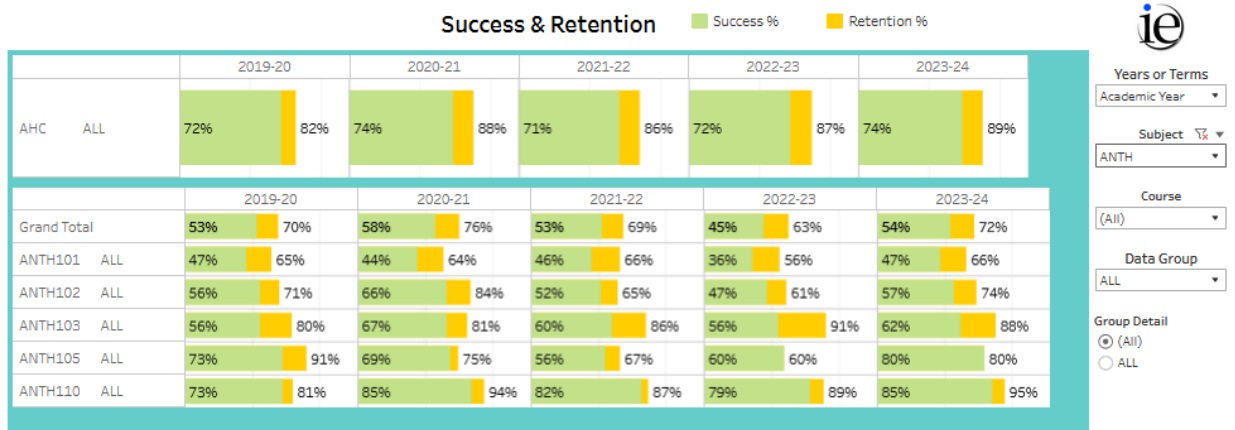 Success & Retention Success % Retention %
ie
2019-20 2020-21 2021-22 2022-23 2023-24
AHC ALL 72% 82% 74% 88% 71% 86% 72% 87% 74% 89%
2019-20 2020-21 2021-22 2022-23 2023-24
Grand Total 53% 70% 58% 76% 53% 69% 45% 63% 54% 72%
ANTH101 ALL 47% 65% 44% 64% 46% 66% 36% 56% 47% 66%
ANTH102 ALL 56% 71% 66% 84% 52% 65% 47% 61% 57% 74%
ANTH103 ALL 56% 80% 67% 81% 60% 86% 56% 91% 62% 88%
ANTH105 ALL 73% 91% 69% 75% 56% 67% 60% 60% 80% 80%
ANTH110 ALL 73% 81% 85% 94% 82% 87% 79% 89% 85% 95%
Years or Terms
Academic Year
Subject
ANTH
Course
(All)
Data Group
ALL
Group Detail
(All)
ALL